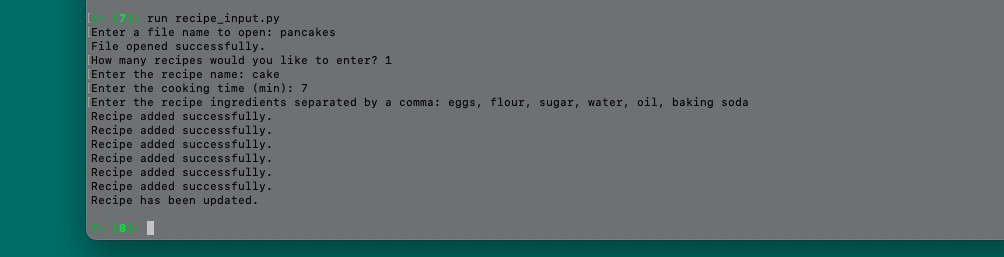 In [7]: run recipe_input.py
Enter a file name to open: pancakes
File opened successfully.
How many recipes would you like to enter? 1
Enter the recipe name: cake
Enter the cooking time (min): 7
Enter the recipe ingredients separated by a comma: eggs, flour, sugar, water, oil, baking soda
Recipe added successfully.
Recipe added successfully.
Recipe added successfully.
Recipe added successfully.
Recipe added successfully.
Recipe added successfully.
Recipe has been updated.
In [8]: